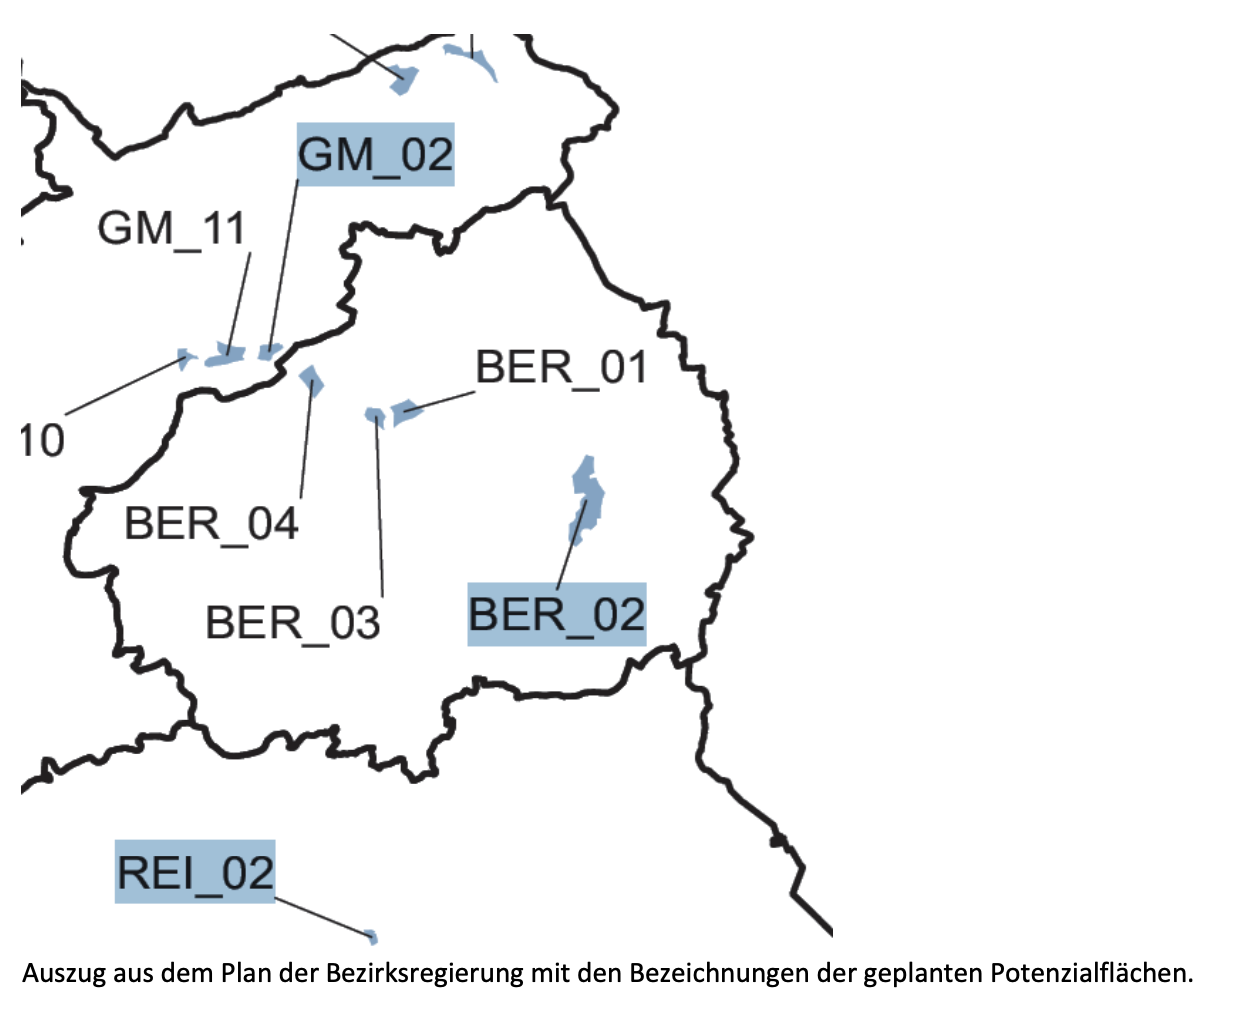 GM_02
GM_11
BER_01
10
BER_04
BER_03
BER_02
REI_02
Auszug aus dem Plan der Bezirksregierung mit den Bezeichnungen der geplanten Potenzialflächen.